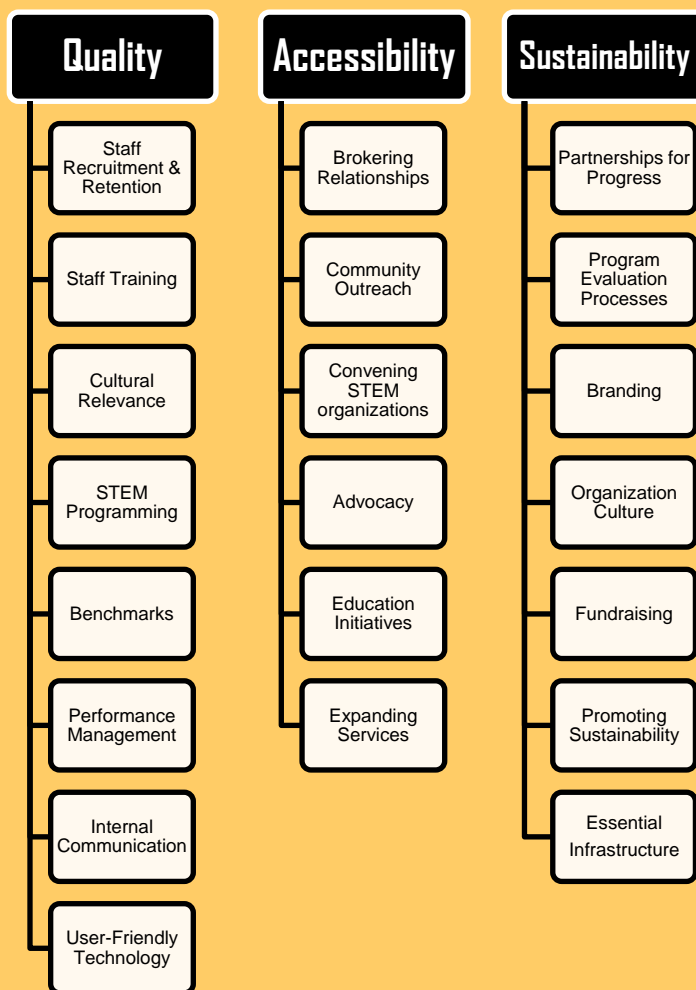 Quality
Staff
Recruitment &
Retention
Staff Training
Cultural
Relevance
STEM
Programming
Benchmarks
Performance
Management
Internal
Communication
User-Friendly
Technology
Accessibility
Brokering
Relationships
Community
Outreach
Convening
STEM
organizations
Advocacy
Education
Initiatives
Expanding
Services
Sustainability
Partnerships for
Progress
Program
Evaluation
Processes
Branding
Organization
Culture
Fundraising
Promoting
Sustainability
Essential
Infrastructure